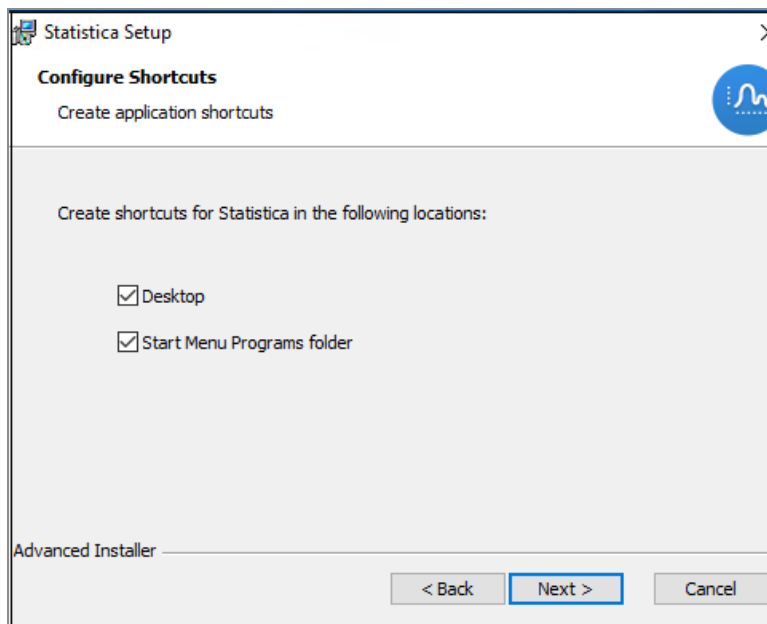 Statistica Setup
Configure Shortcuts
Create application shortcuts
Create shortcuts for Statistica in the following locations:
Desktop
Start Menu Programs folder
Advanced Installer
< Back
Next >
Cancel